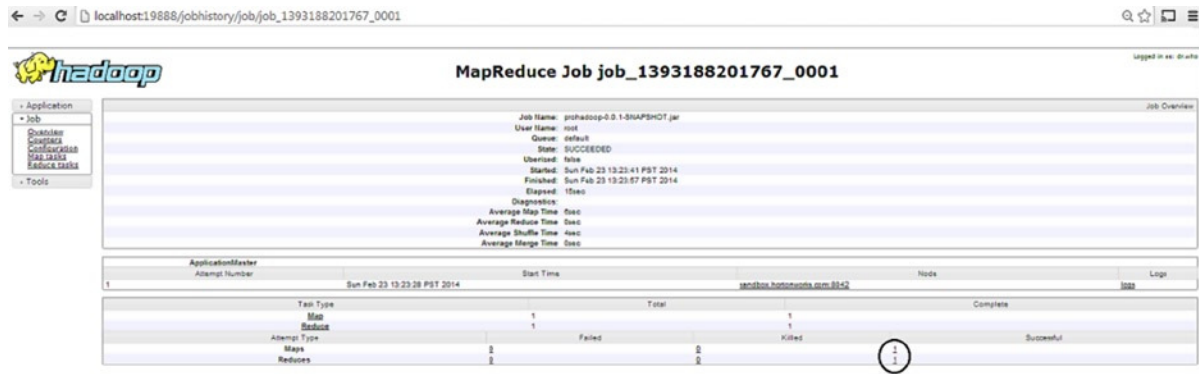 localhost:19888/jobhistory/job/job_1393188201767_0001
Logged in as: dr.who
hadoop
MapReduce Job job_1393188201767_0001
Application
Job
Overview
Counters
Configuration
Map tasks
Reduce tasks
Tools
Job Overview
Job Name: prohadoop-0.0.1-SNAPSHOT.jar
User Name: root
Queue: default
State: SUCCEEDED
Uberised: false
Started: Sun Feb 23 13:23:41 PST 2014
Finished: Sun Feb 23 13:23:57 PST 2014
Elapsed: 15sec
Diagnostics:
Average Map Time 6sec
Average Reduce Time 0sec
Average Shuffle Time 4sec
Average Merge Time 0sec
ApplicationMaster
Attempt Number Start Time Node Logs
1 Sun Feb 23 13:23:28 PST 2014 sandbox.hortonworks.com:8042 logs
Task Type Total Complete
Map 1 1
Reduce 1 1
Attempt Type Failed Killed Successful
Maps 0 0 1
Reduces 0 0 1